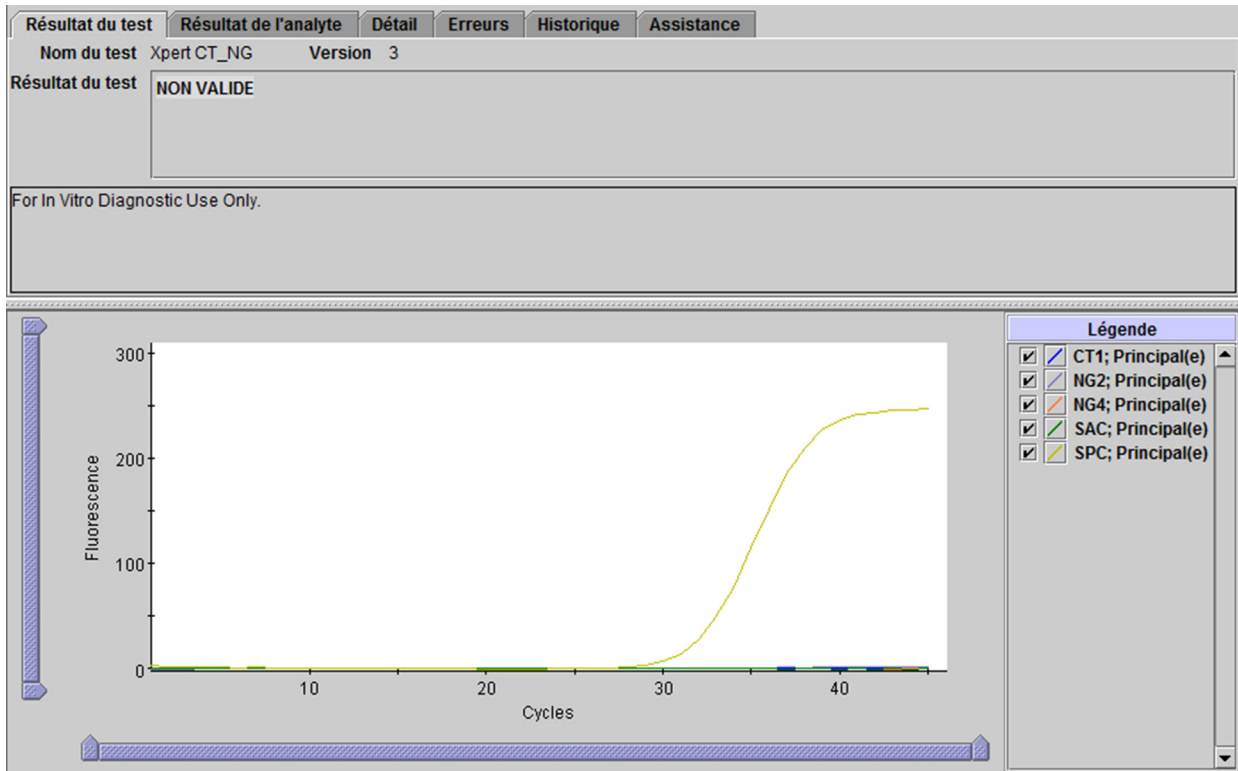 Résultat du test Résultat de l'analyte Détail Erreurs Historique Assistance
Nom du test Xpert CT_NG Version 3
Résultat du test NON VALIDE
For In Vitro Diagnostic Use Only.
Légende
CT1; Principal(e)
NG2; Principal(e)
NG4; Principal(e)
SAC; Principal(e)
SPC; Principal(e)
300
200
100
0
Fluorescence
10 20 30 40
Cycles